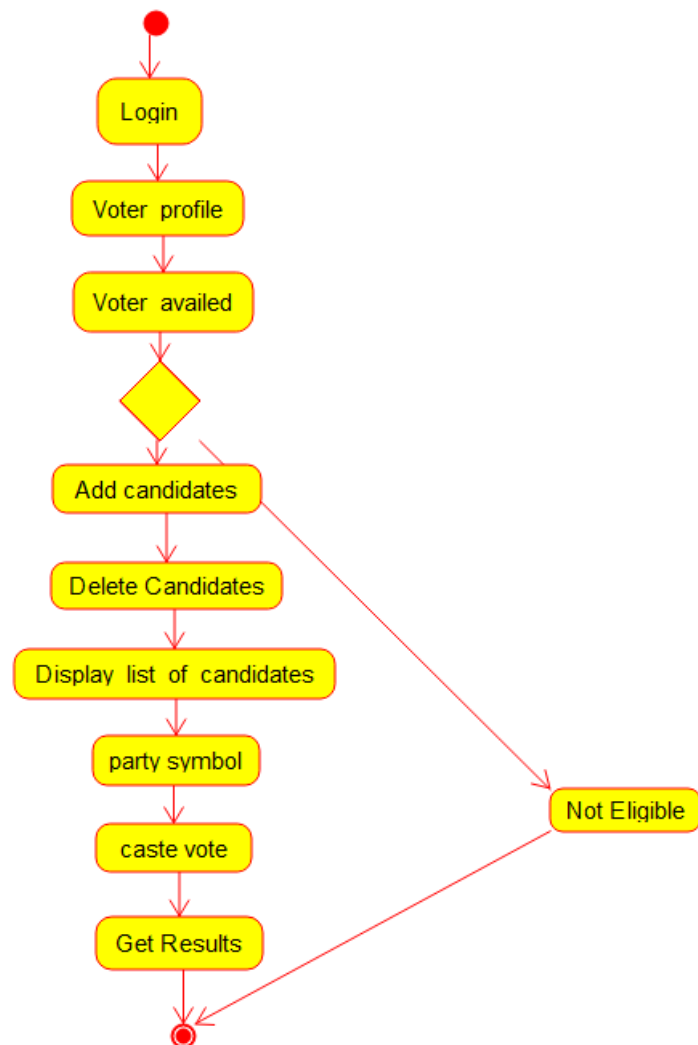 Login
Voter profile
Voter availed
Add candidates
Delete Candidates
Display list of candidates
party symbol
Not Eligible
caste vote
Get Results